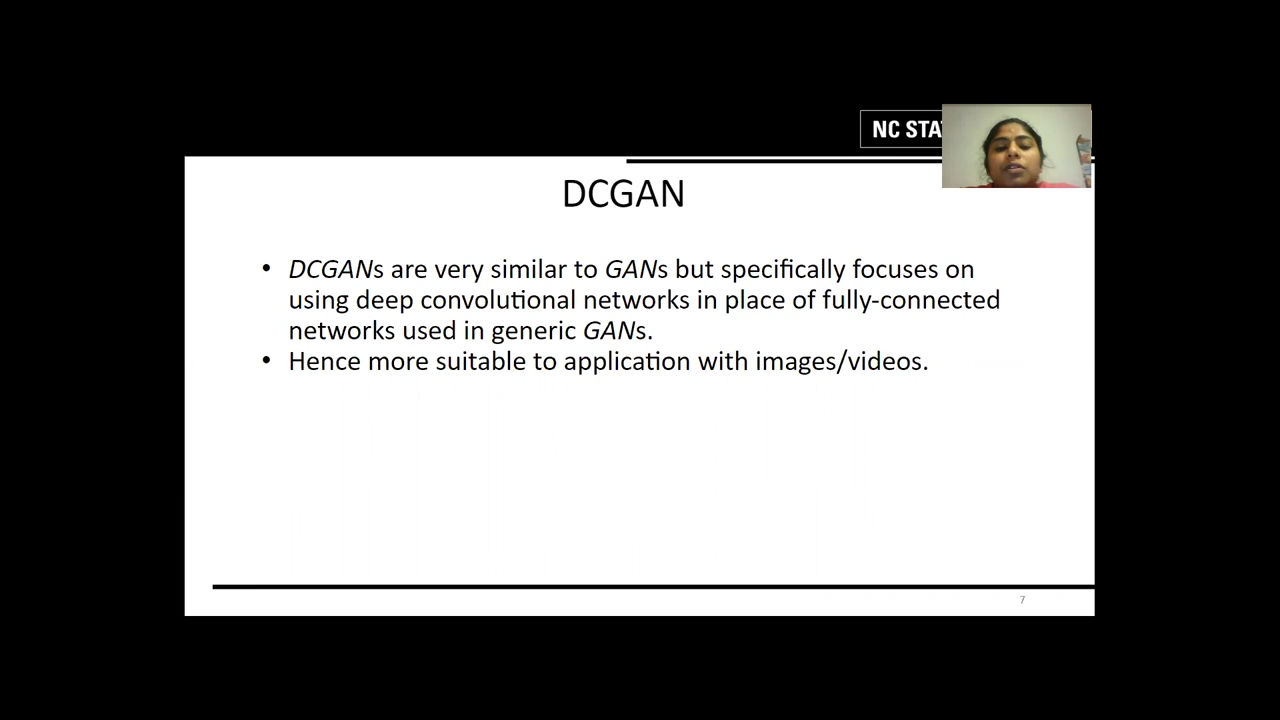 NC STA
DCGAN
• DCGANs are very similar to GANs but specifically focuses on
using deep convolutional networks in place of fully-connected
networks used in generic GANs.
• Hence more suitable to application with images/videos.
7